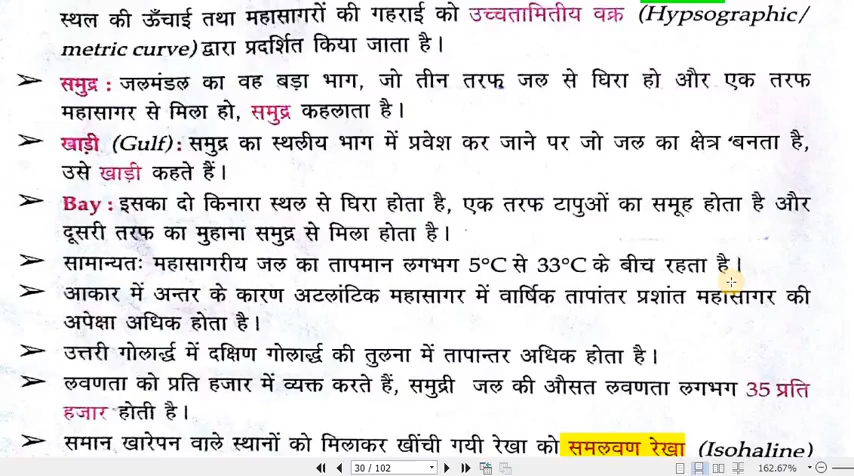 स्थल की ऊँचाई तथा महासागरों की गहराई को उच्चतामितीय वक्र (Hypsographic/
metric curve) द्वारा प्रदर्शित किया जाता है।
➢ समुद्र : जलमंडल का वह बड़ा भाग, जो तीन तरफ जल से घिरा हो और एक तरफ
महासागर से मिला हो, समुद्र कहलाता है।
➢ खाड़ी (Gulf) : समुद्र का स्थलीय भाग में प्रवेश कर जाने पर जो जल का क्षेत्र बनता है,
उसे खाड़ी कहते हैं।
➢ Bay : इसका दो किनारा स्थल से घिरा होता है, एक तरफ टापुओं का समूह होता है और
दूसरी तरफ का मुहाना समुद्र से मिला होता है।
➢ सामान्यतः महासागरीय जल का तापमान लगभग 5°C से 33°C के बीच रहता है।
➢ आकार में अन्तर के कारण अटलांटिक महासागर में वार्षिक तापांतर प्रशांत महासागर की
अपेक्षा अधिक होता है।
➢ उत्तरी गोलार्द्ध में दक्षिण गोलार्द्ध की तुलना में तापान्तर अधिक होता है।
➢ लवणता को प्रति हजार में व्यक्त करते हैं, समुद्री जल की औसत लवणता लगभग 35 प्रति
हजार होती है।
➢ समान खारेपन वाले स्थानों को मिलाकर खींची गयी रेखा को समलवण रेखा (Isohaline)
30 / 102 162.67%